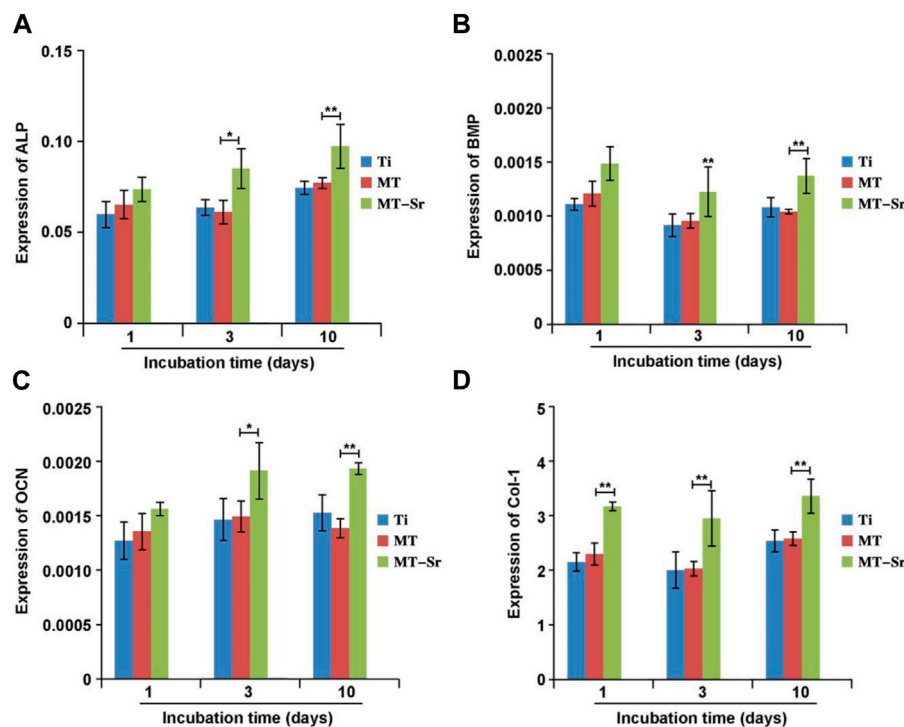 A
Expression of ALP
0.15
0.10
0.05
0
*
**
Ti
MT
MT–Sr
1 3 10
Incubation time (days)
B
Expression of BMP
0.0025
0.0020
0.0015
0.0010
0.0005
0
**
**
Ti
MT
MT–Sr
1 3 10
Incubation time (days)
C
Expression of OCN
0.0025
0.0020
0.0015
0.0010
0.0005
0
*
**
Ti
MT
MT–Sr
1 3 10
Incubation time (days)
D
Expression of Col-1
5
4
3
2
1
0
**
**
**
Ti
MT
MT–Sr
1 3 10
Incubation time (days)